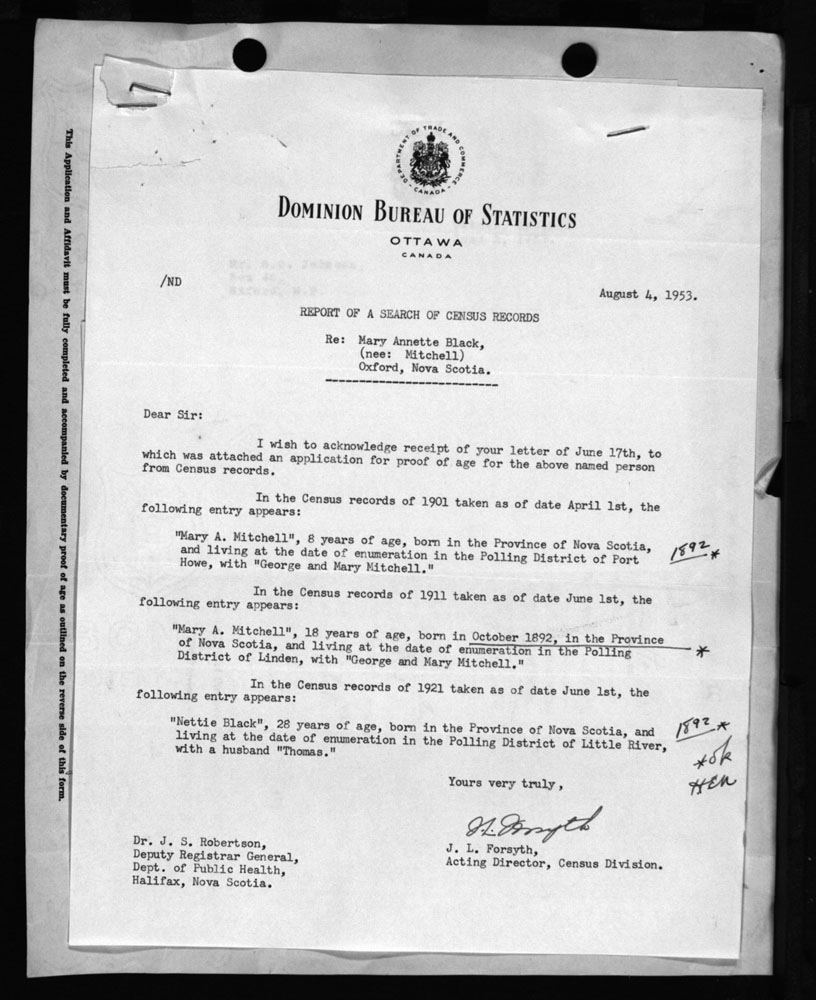 This Application and Affidavit must be fully completed and accompanied by documentary proof of age as outlined on the reverse side of this form.
DEPARTMENT OF TRADE AND COMMERCE
CANADA
DOMINION BUREAU OF STATISTICS
OTTAWA
CANADA
/ND
August 4, 1953.
REPORT OF A SEARCH OF CENSUS RECORDS
Re: Mary Annette Black,
(nee: Mitchell)
Oxford, Nova Scotia.
Dear Sir:
I wish to acknowledge receipt of your letter of June 17th, to
which was attached an application for proof of age for the above named person
from Census records.
In the Census records of 1901 taken as of date April 1st, the
following entry appears:
"Mary A. Mitchell", 8 years of age, born in the Province of Nova Scotia,
and living at the date of enumeration in the Polling District of Port
Howe, with "George and Mary Mitchell."
1892 *
In the Census records of 1911 taken as of date June 1st, the
following entry appears:
"Mary A. Mitchell", 18 years of age, born in October 1892, in the Province
of Nova Scotia, and living at the date of enumeration in the Polling
District of Linden, with "George and Mary Mitchell."
*
In the Census records of 1921 taken as of date June 1st, the
following entry appears:
"Nettie Black", 28 years of age, born in the Province of Nova Scotia, and
living at the date of enumeration in the Polling District of Little River,
with a husband "Thomas."
1892 *
*ok
Yours very truly,
J. L. Forsyth
J. L. Forsyth,
Acting Director, Census Division.
Dr. J. S. Robertson,
Deputy Registrar General,
Dept. of Public Health,
Halifax, Nova Scotia.